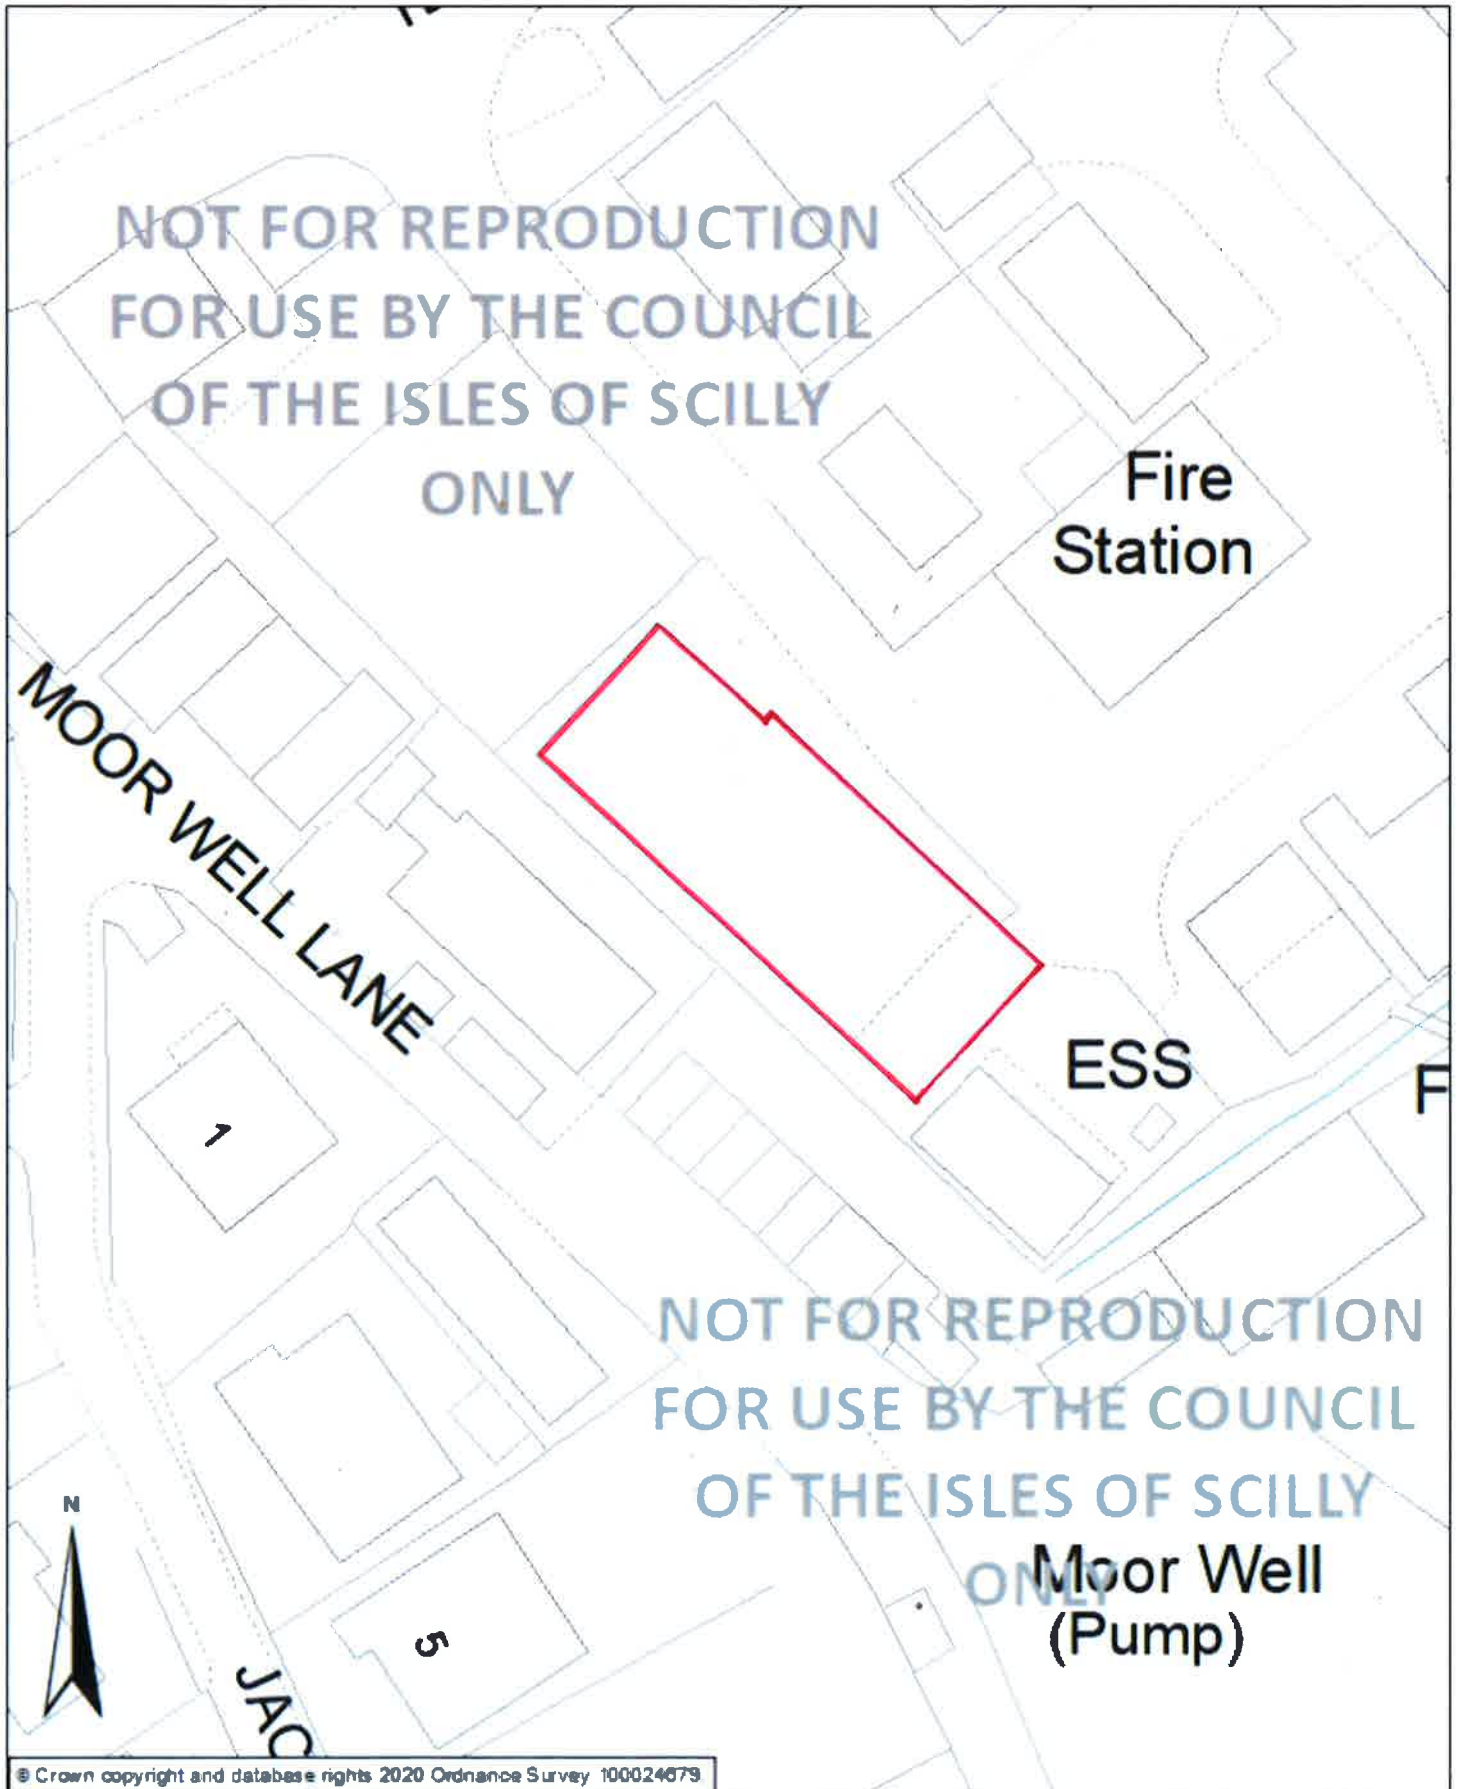 NOT FOR REPRODUCTION
FOR USE BY THE COUNCIL
OF THE ISLES OF SCILLY
ONLY
Fire
Station
MOOR WELL LANE
ESS
F
1
NOT FOR REPRODUCTION
FOR USE BY THE COUNCIL
OF THE ISLES OF SCILLY
ONLY
Moor Well
(Pump)
N
5
JAC
© Crown copyright and database rights 2020 Ordnance Survey 100024679